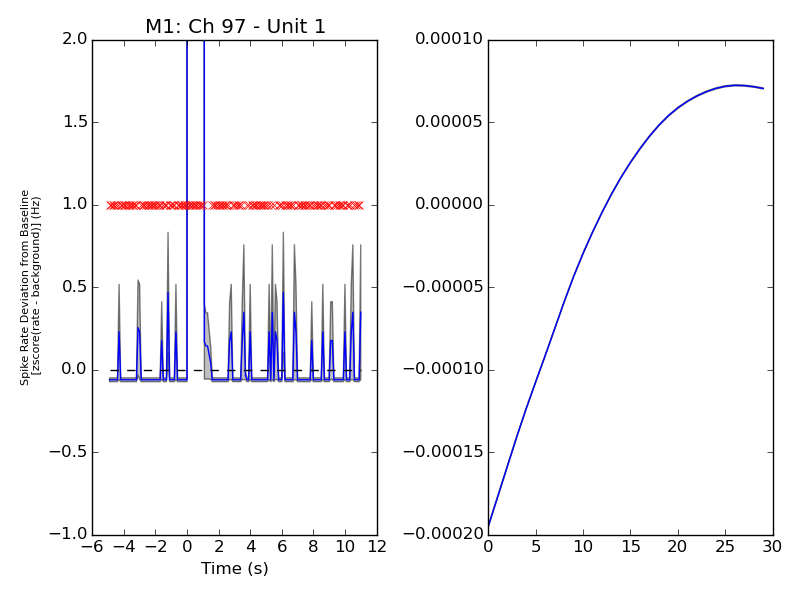 M1: Ch 97 - Unit 1
2.0
1.5
1.0
0.5
0.0
−0.5
−1.0
−6 −4 −2 0 2 4 6 8 10 12
Time (s)
Spike Rate Deviation from Baseline
[zscore(rate - background)] (Hz)
0.00010
0.00005
0.00000
−0.00005
−0.00010
−0.00015
−0.00020
0 5 10 15 20 25 30